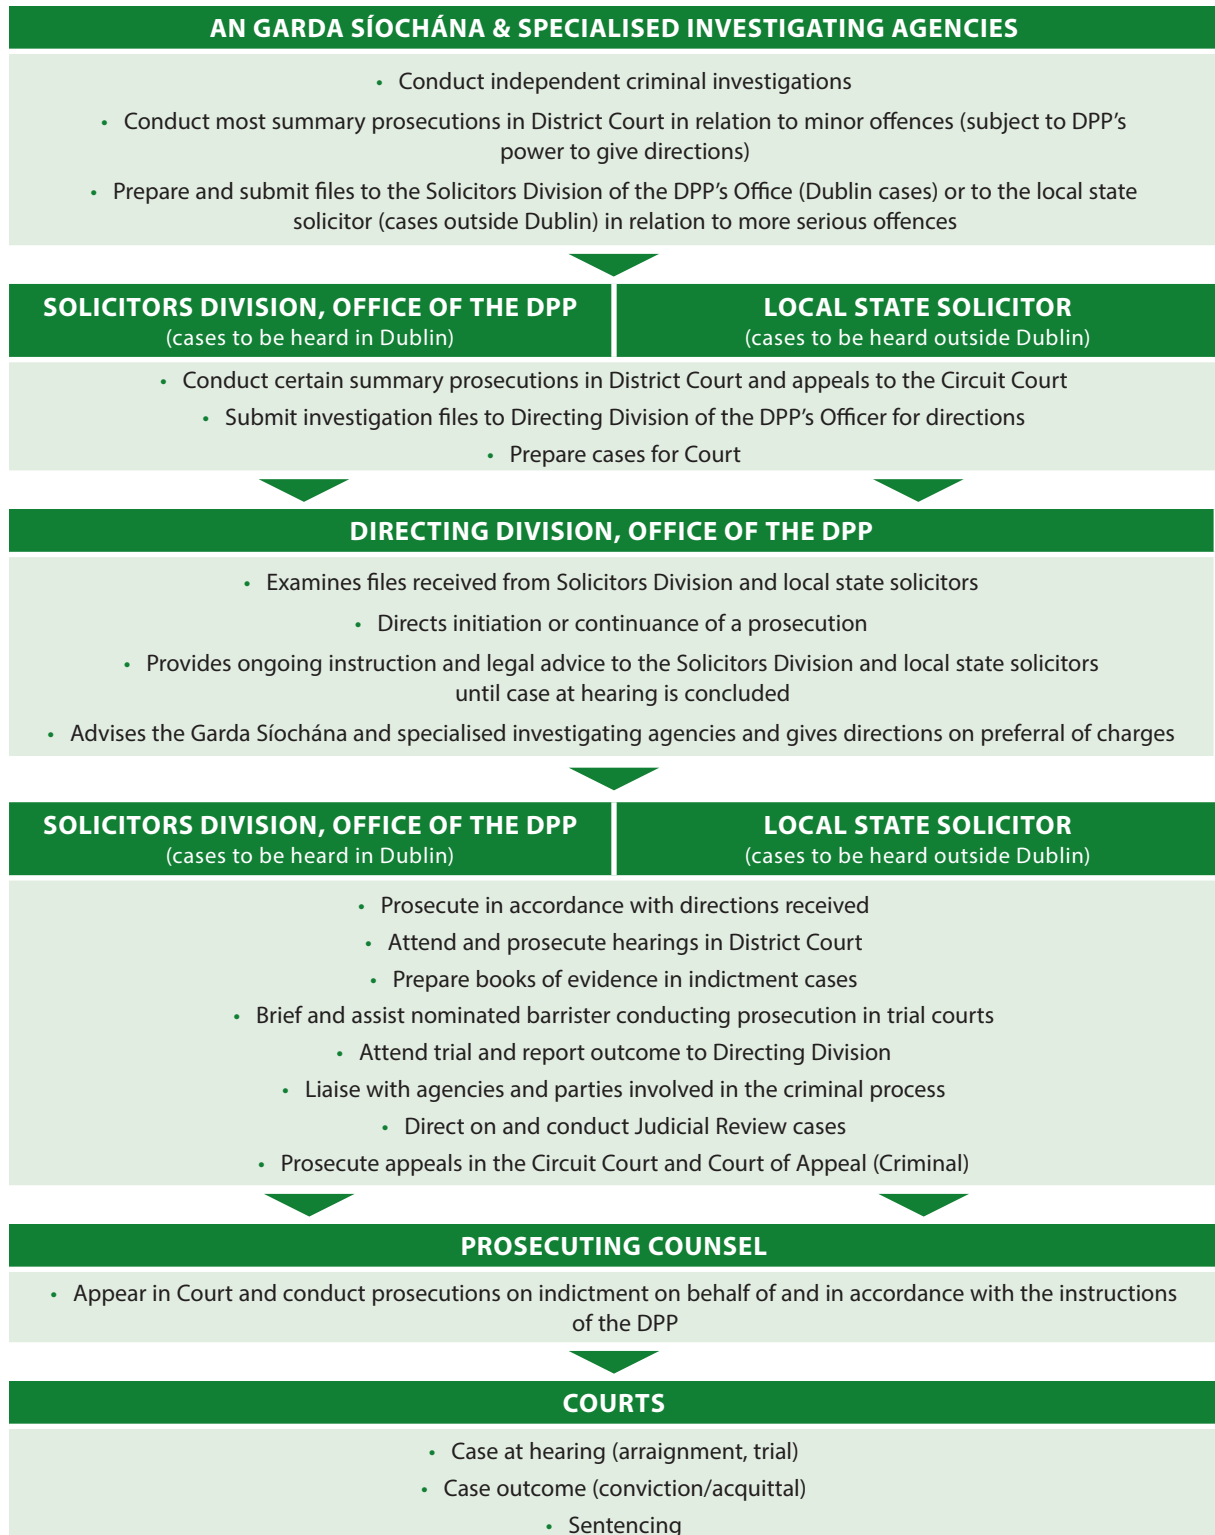 AN GARDA SÍOCHÁNA & SPECIALISED INVESTIGATING AGENCIES
• Conduct independent criminal investigations
• Conduct most summary prosecutions in District Court in relation to minor offences (subject to DPP’s
power to give directions)
• Prepare and submit files to the Solicitors Division of the DPP’s Office (Dublin cases) or to the local state
solicitor (cases outside Dublin) in relation to more serious offences
SOLICITORS DIVISION, OFFICE OF THE DPP
(cases to be heard in Dublin)
LOCAL STATE SOLICITOR
(cases to be heard outside Dublin)
• Conduct certain summary prosecutions in District Court and appeals to the Circuit Court
• Submit investigation files to Directing Division of the DPP’s Officer for directions
• Prepare cases for Court
DIRECTING DIVISION, OFFICE OF THE DPP
• Examines files received from Solicitors Division and local state solicitors
• Directs initiation or continuance of a prosecution
• Provides ongoing instruction and legal advice to the Solicitors Division and local state solicitors
until case at hearing is concluded
• Advises the Garda Síochána and specialised investigating agencies and gives directions on preferral of charges
SOLICITORS DIVISION, OFFICE OF THE DPP
(cases to be heard in Dublin)
LOCAL STATE SOLICITOR
(cases to be heard outside Dublin)
• Prosecute in accordance with directions received
• Attend and prosecute hearings in District Court
• Prepare books of evidence in indictment cases
• Brief and assist nominated barrister conducting prosecution in trial courts
• Attend trial and report outcome to Directing Division
• Liaise with agencies and parties involved in the criminal process
• Direct on and conduct Judicial Review cases
• Prosecute appeals in the Circuit Court and Court of Appeal (Criminal)
PROSECUTING COUNSEL
• Appear in Court and conduct prosecutions on indictment on behalf of and in accordance with the instructions
of the DPP
COURTS
• Case at hearing (arraignment, trial)
• Case outcome (conviction/acquittal)
• Sentencing